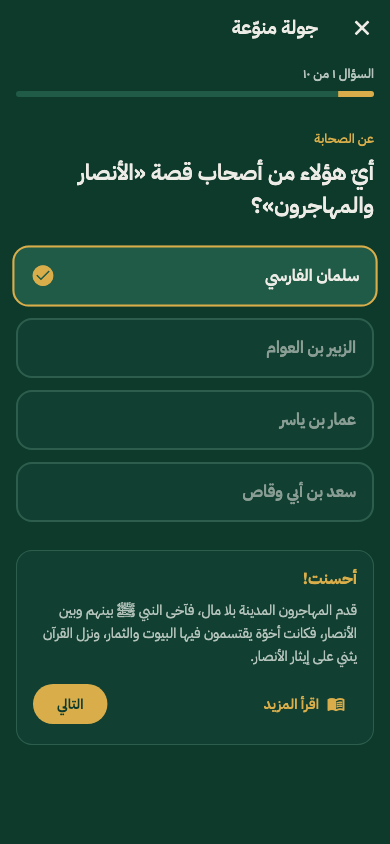 جولة منوّعة
السؤال ١ من ١٠
عن الصحابة
أيّ هؤلاء من أصحاب قصة «الأنصار
والمهاجرون»؟
سلمان الفارسي
الزبير بن العوام
عمار بن ياسر
سعد بن أبي وقاص
أحسنت!
قدم المهاجرون المدينة بلا مال، فآخى النبي ﷺ بينهم وبين
الأنصار، فكانت أخوّة يقتسمون فيها البيوت والثمار، ونزل القرآن
يثني على إيثار الأنصار.
اقرأ المزيد
التالي